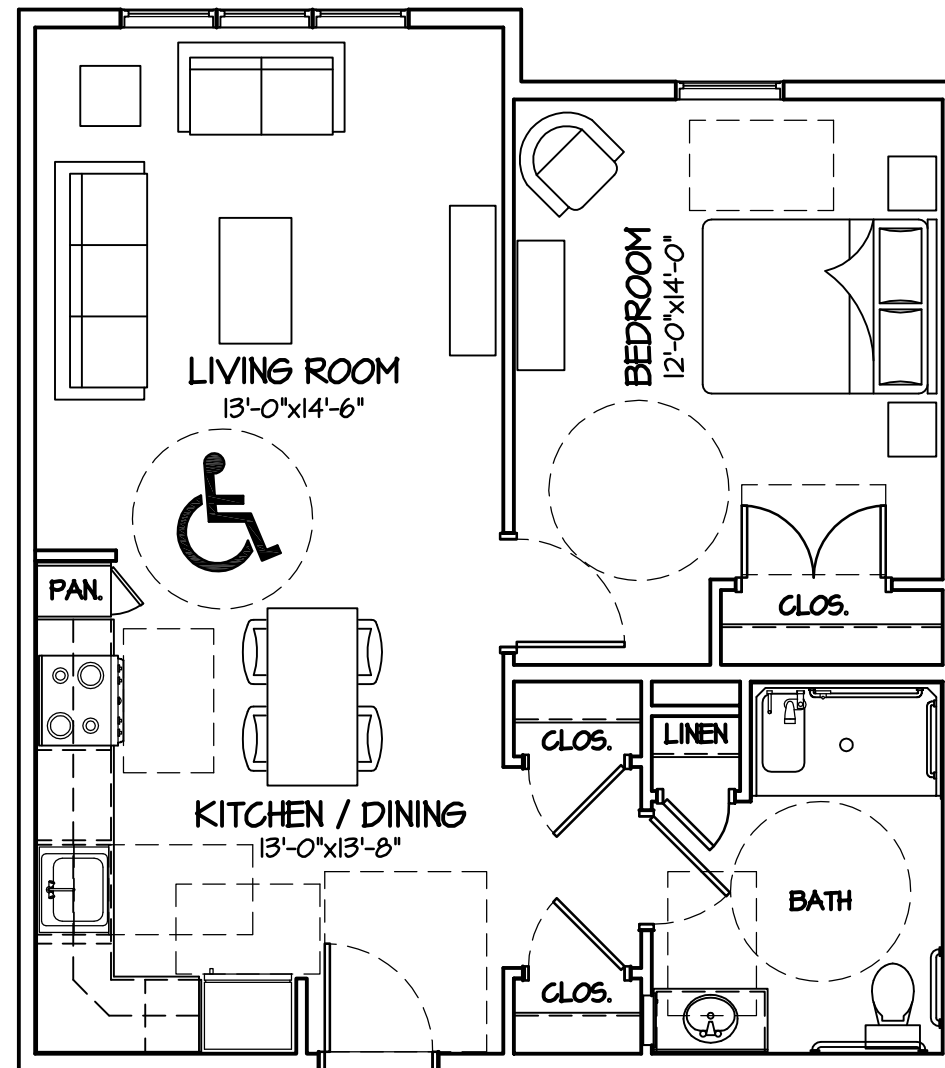 LIVING ROOM
13'-0"x14'-6"
BEDROOM
12'-0"x14'-0"
PAN.
CLOS.
CLOS.
LINEN
KITCHEN / DINING
13'-0"x13'-8"
BATH
CLOS.